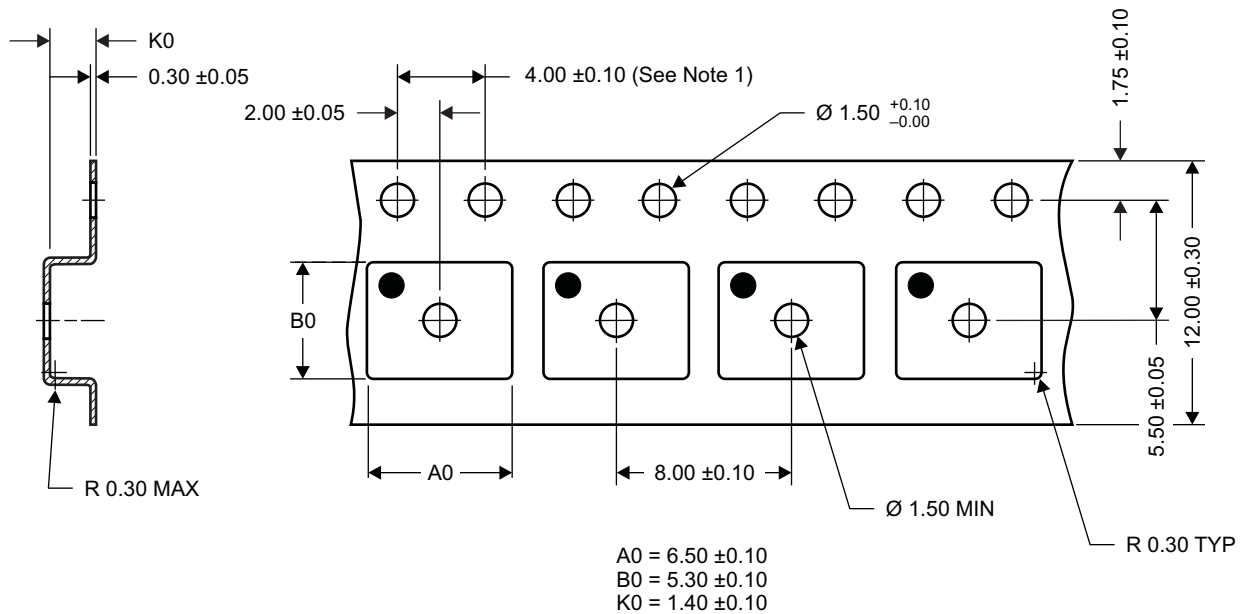 K0
0.30 ±0.05
2.00 ±0.05
4.00 ±0.10 (See Note 1)
Ø 1.50 +0.10 –0.00
1.75 ±0.10
12.00 ±0.30
5.50 ±0.05
B0
A0
8.00 ±0.10
R 0.30 MAX
Ø 1.50 MIN
R 0.30 TYP
A0 = 6.50 ±0.10
B0 = 5.30 ±0.10
K0 = 1.40 ±0.10